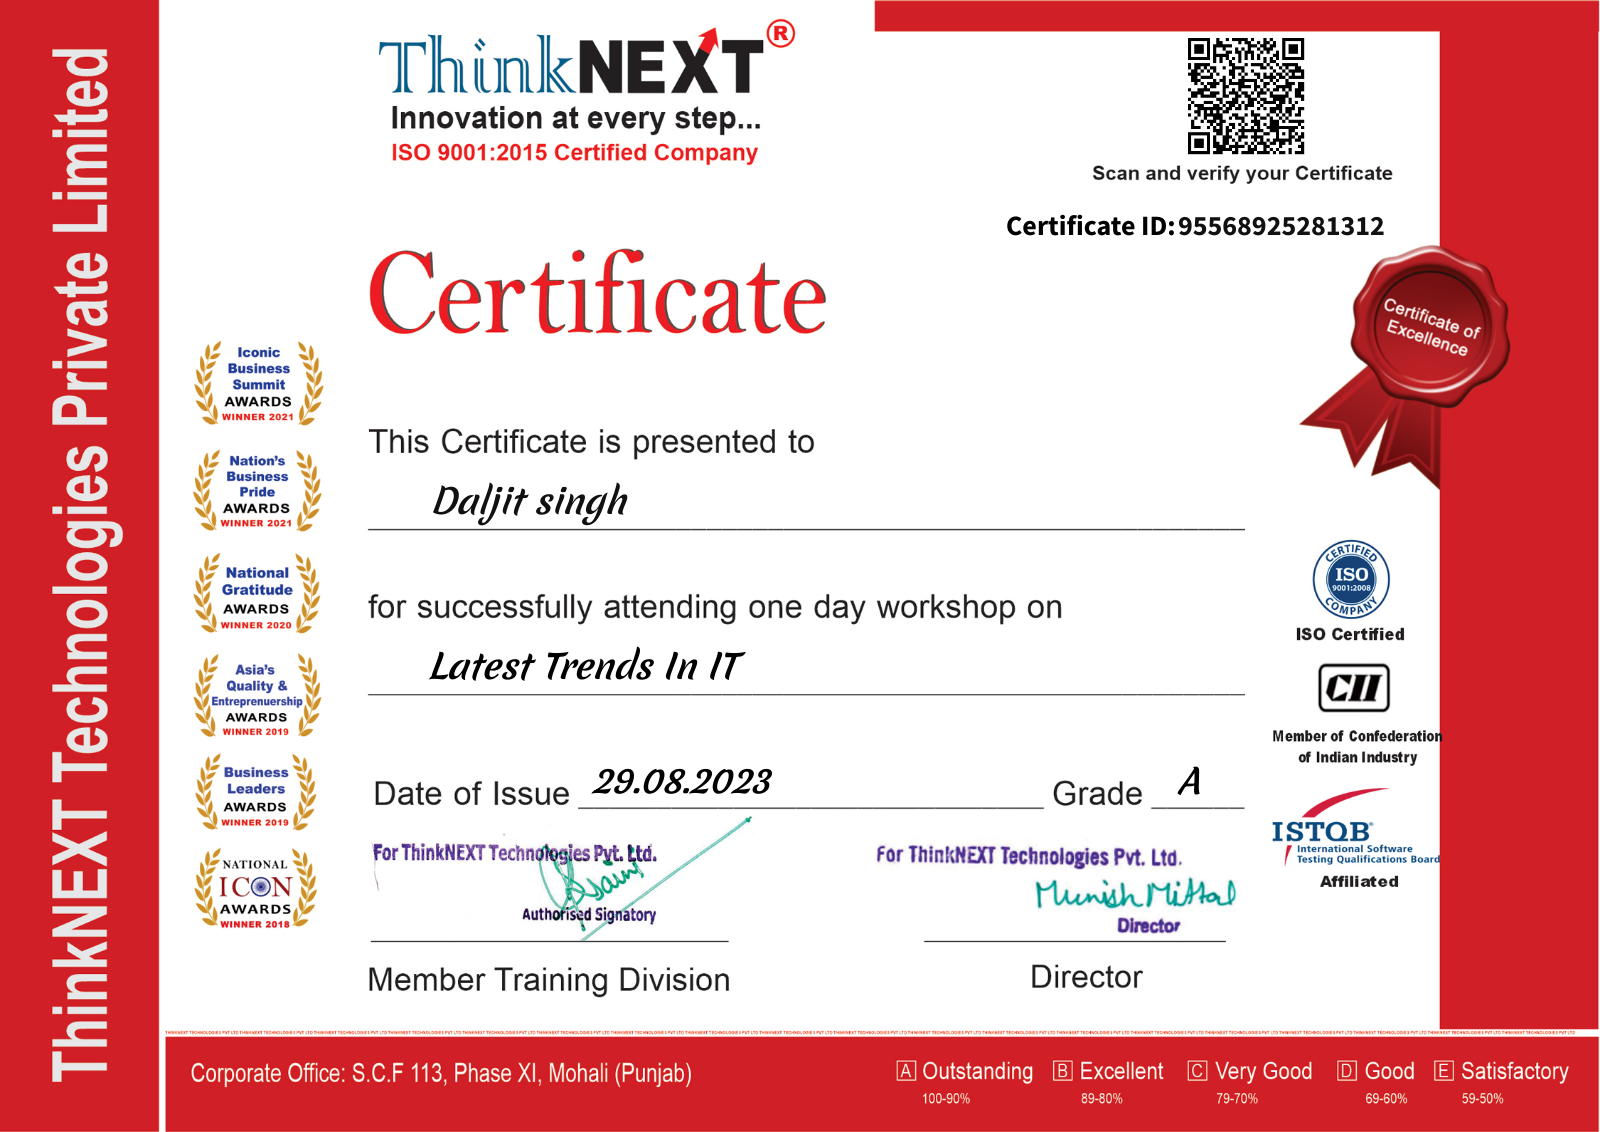 ThinkNEXT Technologies Private Limited
ThinkNEXT®
Innovation at every step...
ISO 9001:2015 Certified Company
Scan and verify your Certificate
Certificate ID:95568925281312
Certificate
Certificate of
Excellence
Iconic
Business
Summit
AWARDS
WINNER 2021
Nation's
Business
Pride
AWARDS
WINNER 2021
National
Gratitude
AWARDS
WINNER 2020
Asia's
Quality &
Entreprenuership
AWARDS
WINNER 2019
Business
Leaders
AWARDS
WINNER 2019
NATIONAL
ICON
AWARDS
WINNER 2018
This Certificate is presented to
Daljit singh
for successfully attending one day workshop on
Latest Trends In IT
Date of Issue 29.08.2023 Grade A
For ThinkNEXT Technologies Pvt. Ltd.
Authorised Signatory
Member Training Division
For ThinkNEXT Technologies Pvt. Ltd.
Munish Mittal
Director
Director
CERTIFIED
ISO
9001:2008
COMPANY
ISO Certified
CII
Member of Confederation
of Indian Industry
ISTQB®
International Software
Testing Qualifications Board
Affiliated
Corporate Office: S.C.F 113, Phase XI, Mohali (Punjab)
A Outstanding B Excellent C Very Good D Good E Satisfactory
100-90% 89-80% 79-70% 69-60% 59-50%